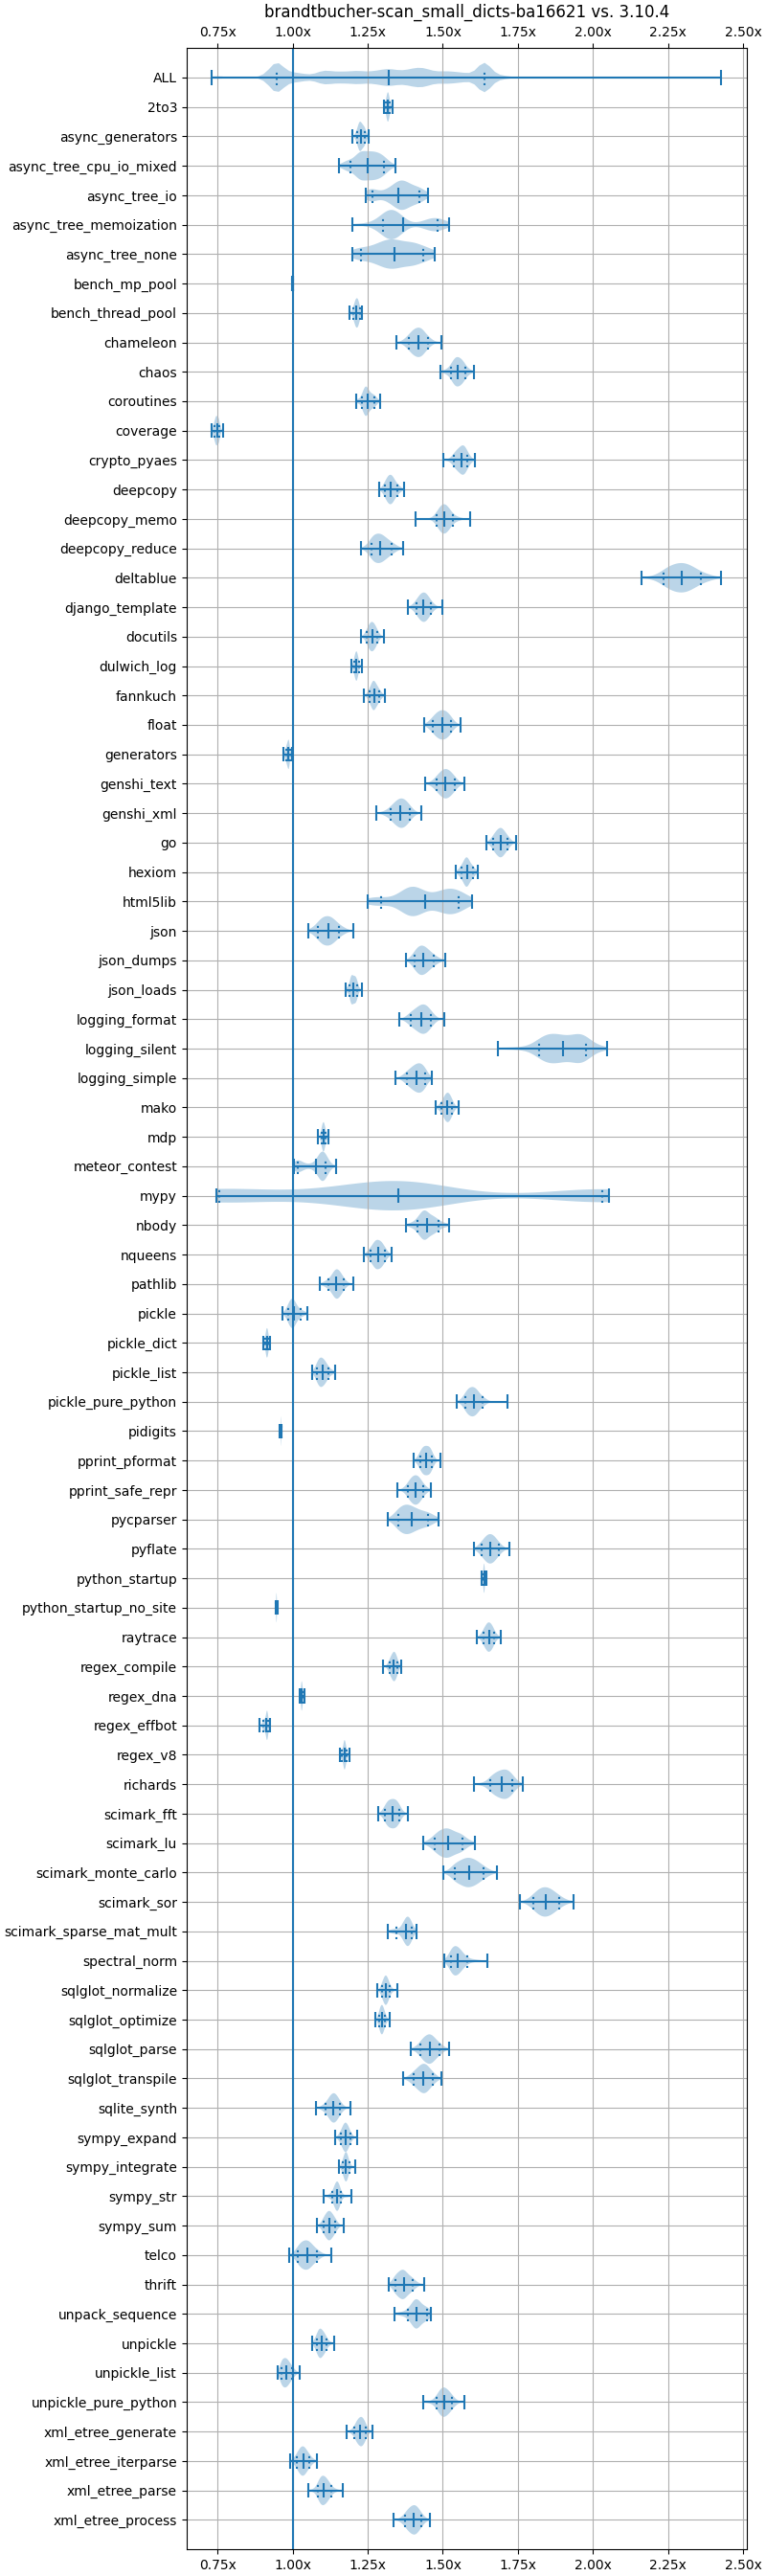 brandtbucher-scan_small_dicts-ba16621 vs. 3.10.4
0.75x 1.00x 1.25x 1.50x 1.75x 2.00x 2.25x 2.50x
ALL
2to3
async_generators
async_tree_cpu_io_mixed
async_tree_io
async_tree_memoization
async_tree_none
bench_mp_pool
bench_thread_pool
chameleon
chaos
coroutines
coverage
crypto_pyaes
deepcopy
deepcopy_memo
deepcopy_reduce
deltablue
django_template
docutils
dulwich_log
fannkuch
float
generators
genshi_text
genshi_xml
go
hexiom
html5lib
json
json_dumps
json_loads
logging_format
logging_silent
logging_simple
mako
mdp
meteor_contest
mypy
nbody
nqueens
pathlib
pickle
pickle_dict
pickle_list
pickle_pure_python
pidigits
pprint_pformat
pprint_safe_repr
pycparser
pyflate
python_startup
python_startup_no_site
raytrace
regex_compile
regex_dna
regex_effbot
regex_v8
richards
scimark_fft
scimark_lu
scimark_monte_carlo
scimark_sor
scimark_sparse_mat_mult
spectral_norm
sqlglot_normalize
sqlglot_optimize
sqlglot_parse
sqlglot_transpile
sqlite_synth
sympy_expand
sympy_integrate
sympy_str
sympy_sum
telco
thrift
unpack_sequence
unpickle
unpickle_list
unpickle_pure_python
xml_etree_generate
xml_etree_iterparse
xml_etree_parse
xml_etree_process
0.75x 1.00x 1.25x 1.50x 1.75x 2.00x 2.25x 2.50x